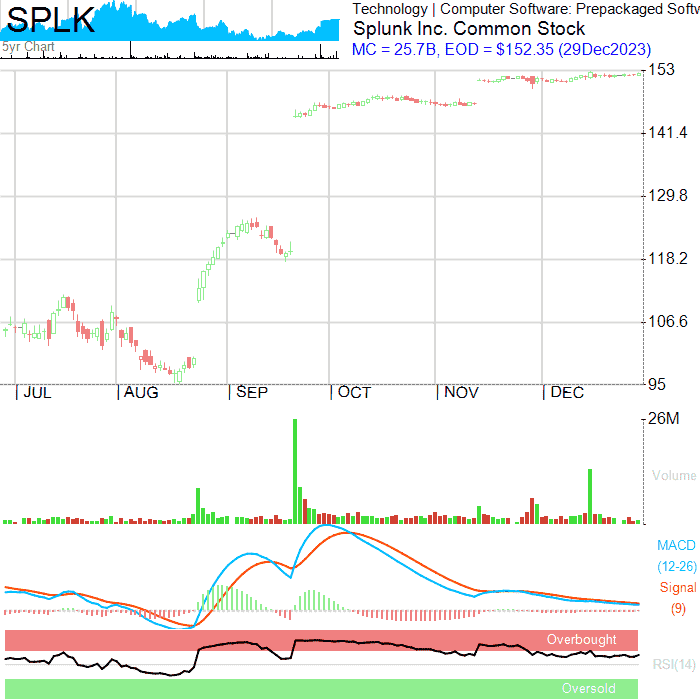 SPLK
5yr Chart
Technology | Computer Software: Prepackaged Softw
Splunk Inc. Common Stock
MC = 25.7B, EOD = $152.35 (29Dec2023)
153
141.4
129.8
118.2
106.6
95
JUL AUG SEP OCT NOV DEC
26M
Volume
MACD
(12-26)
Signal
(9)
Overbought
RSI(14)
Oversold